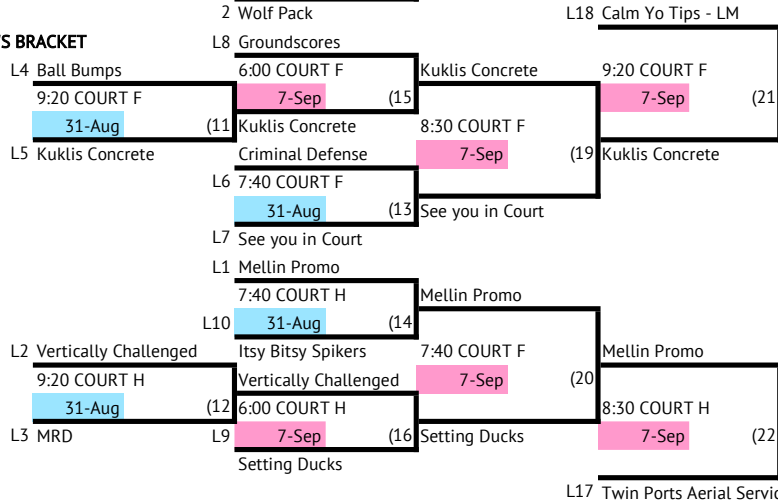 2 Wolf Pack
L18 Calm Yo Tips - LM
'S BRACKET
L8 Groundscores
L4 Ball Bumps
6:00 COURT F
Kuklis Concrete
9:20 COURT F
9:20 COURT F
7-Sep (15
7-Sep (21
31-Aug (11
Kuklis Concrete
8:30 COURT F
L5 Kuklis Concrete
Criminal Defense
7-Sep (19
Kuklis Concrete
L6 7:40 COURT F
31-Aug (13
See you in Court
L7 See you in Court
L1 Mellin Promo
7:40 COURT H
Mellin Promo
L10 31-Aug (14
L2 Vertically Challenged
Itsy Bitsy Spikers
7:40 COURT F
Mellin Promo
9:20 COURT H
Vertically Challenged
7-Sep (20
31-Aug (12
6:00 COURT H
8:30 COURT H
L3 MRD
L9 7-Sep (16
Setting Ducks
7-Sep (22
Setting Ducks
L17 Twin Ports Aerial Servic